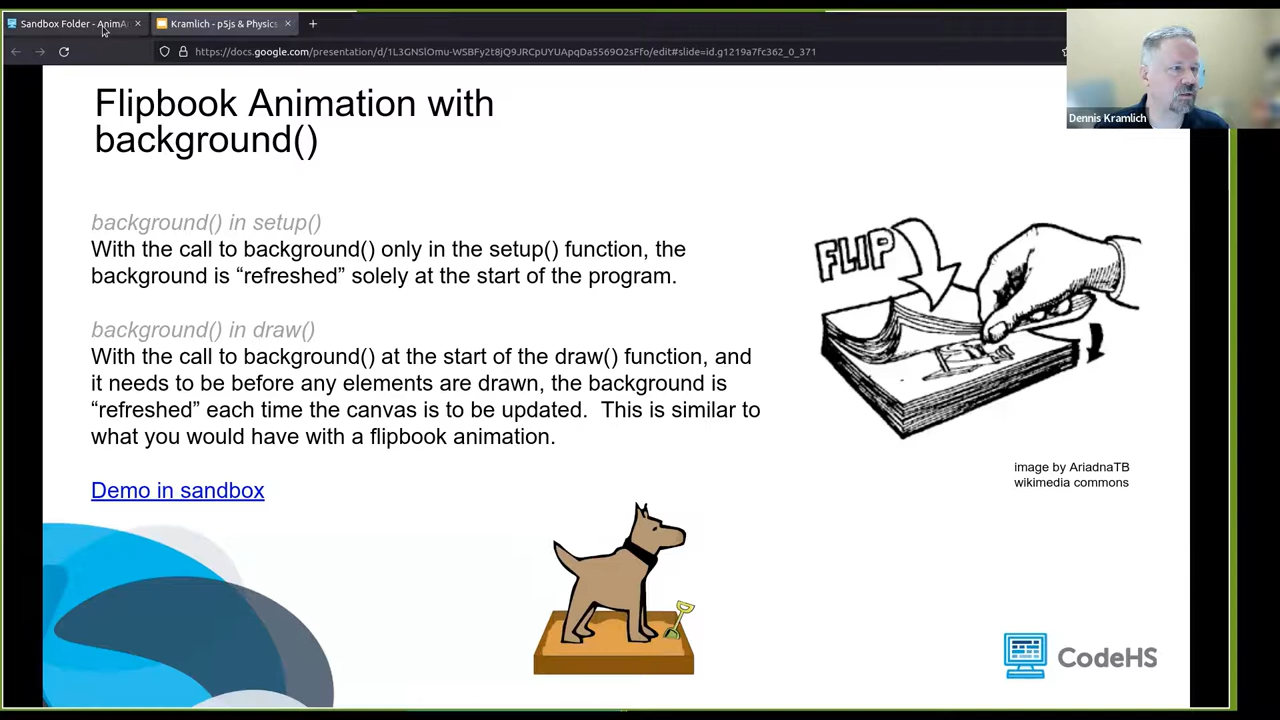 Sandbox Folder - AnimA
Kramlich - p5js & Physics
https://docs.google.com/presentation/d/1L3GNSlOmu-WSBFy2t8jQ9JRCpUYUApqDa5569O2sFfo/edit#slide=id.g1219a7fc362_0_371
Dennis Kramlich
Flipbook Animation with
background()
background() in setup()
With the call to background() only in the setup() function, the
background is “refreshed” solely at the start of the program.
background() in draw()
With the call to background() at the start of the draw() function, and
it needs to be before any elements are drawn, the background is
“refreshed” each time the canvas is to be updated.  This is similar to
what you would have with a flipbook animation.
Demo in sandbox
FLIP
image by AriadnaTB
wikimedia commons
CodeHS